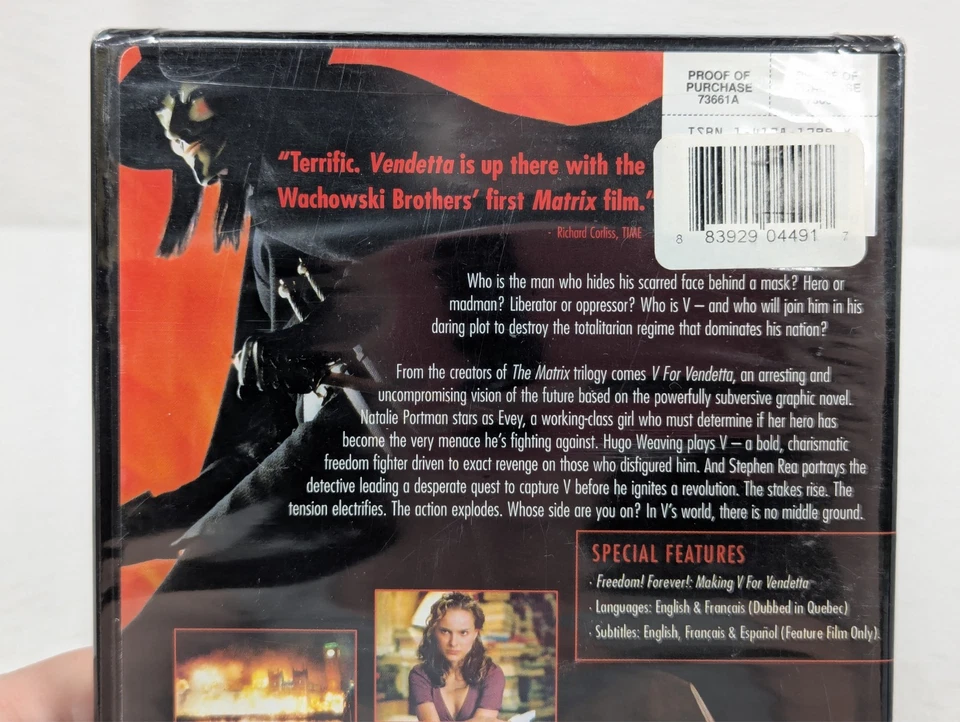 PROOF OF
PURCHASE
73661A
"Terrific. Vendetta is up there with the
Wachowski Brothers' first Matrix film."
Richard Corliss, TIME
8 83929 04491 7
Who is the man who hides his scarred face behind a mask? Hero or
madman? Liberator or oppressor? Who is V – and who will join him in his
daring plot to destroy the totalitarian regime that dominates his nation?
From the creators of The Matrix trilogy comes V For Vendetta, an arresting and
uncompromising vision of the future based on the powerfully subversive graphic novel.
Natalie Portman stars as Evey, a working-class girl who must determine if her hero has
become the very menace he's fighting against. Hugo Weaving plays V – a bold, charismatic
freedom fighter driven to exact revenge on those who disfigured him. And Stephen Rea portrays the
detective leading a desperate quest to capture V before he ignites a revolution. The stakes rise. The
tension electrifies. The action explodes. Whose side are you on? In V's world, there is no middle ground.
SPECIAL FEATURES
· Freedom! Forever!: Making V For Vendetta
· Languages: English & Francais (Dubbed in Quebec)
· Subtitles: English, Français & Español (Feature Film Only).